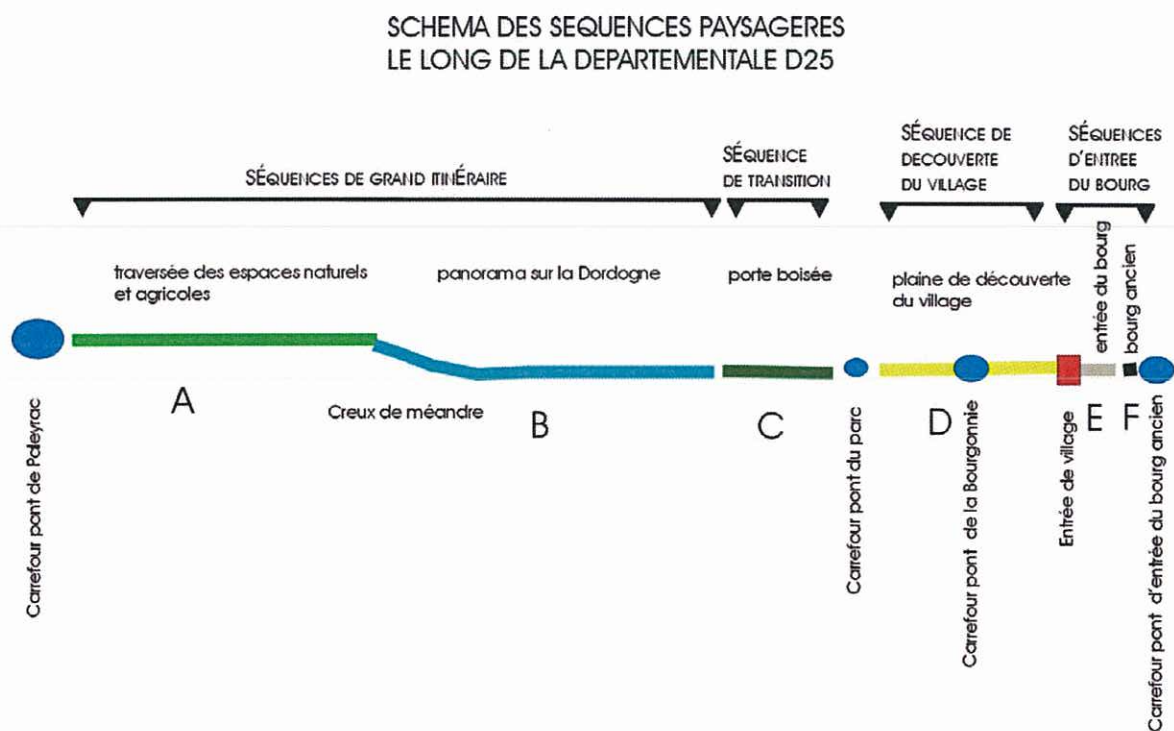 SCHEMA DES SEQUENCES PAYSAGERES
LE LONG DE LA DEPARTEMENTALE D25
SÉQUENCES DE GRAND ITINÉRAIRE
SÉQUENCE
DE TRANSITION
SÉQUENCE DE
DECOUVERTE
DU VILLAGE
SÉQUENCES
D'ENTREE
DU BOURG
traversée des espaces naturels
et agricoles
panorama sur la Dordogne
porte boisée
plaine de découverte
du village
entrée du bourg
bourg ancien
A
Creux de méandre
B
C
D
E
F
Carrefour pont de Paleyrac
Carrefour pont du parc
Carrefour pont de la Bourgonnie
Entrée de village
Carrefour pont d'entrée du bourg ancien